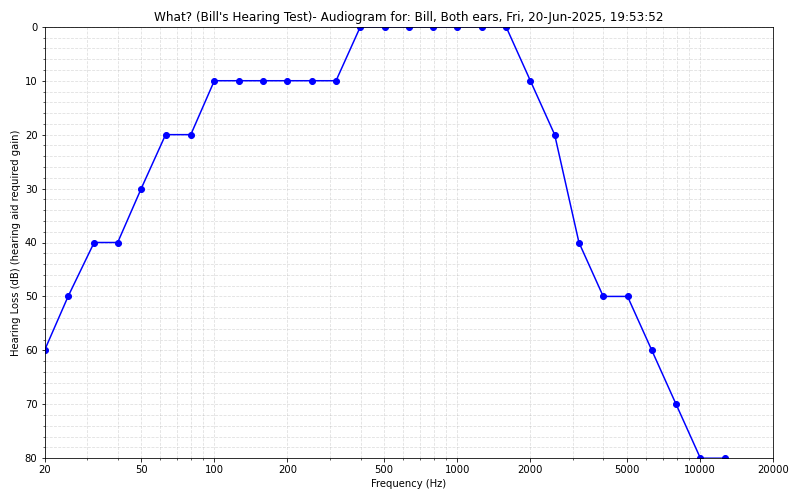 What? (Bill's Hearing Test)- Audiogram for: Bill, Both ears, Fri, 20-Jun-2025, 19:53:52
Hearing Loss (dB) (hearing aid required gain)
0
10
20
30
40
50
60
70
80
20 50 100 200 500 1000 2000 5000 10000 20000
Frequency (Hz)